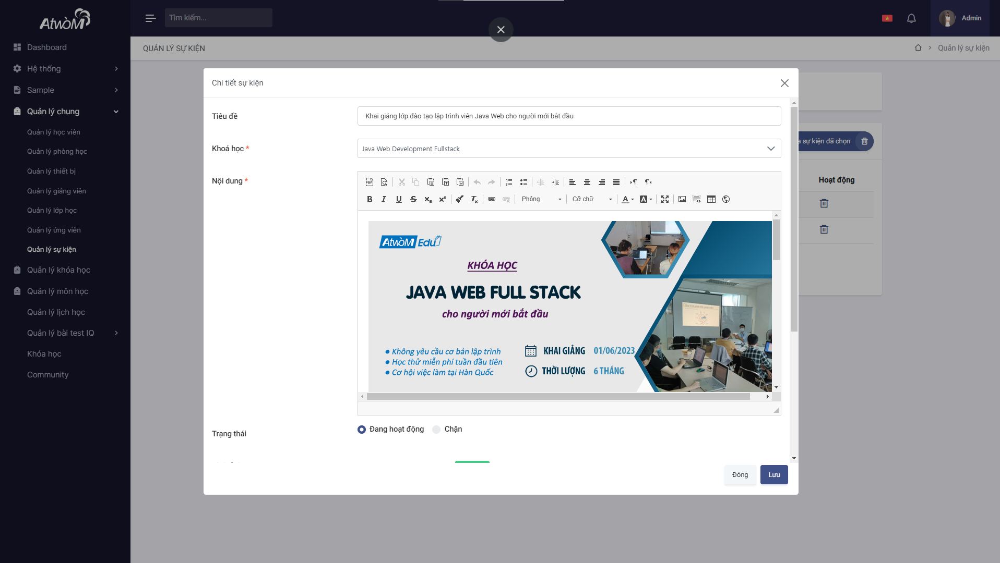 AtwòM
Tìm kiếm...
Admin
Dashboard
Hệ thống
Sample
Quản lý chung
Quản lý học viên
Quản lý phòng học
Quản lý thiết bị
Quản lý giảng viên
Quản lý lớp học
Quản lý ứng viên
Quản lý sự kiện
Quản lý khóa học
Quản lý môn học
Quản lý lịch học
Quản lý bài test IQ
Khóa học
Community
QUẢN LÝ SỰ KIỆN
Quản lý sự kiện
Chi tiết sự kiện
Tiêu đề
Khai giảng lớp đào tạo lập trình viên Java Web cho người mới bắt đầu
Khoá học *
Java Web Development Fullstack
Nội dung *
Phông
Cỡ chữ
AtwòM Edu
KHÓA HỌC
JAVA WEB FULL STACK
cho người mới bắt đầu
• Không yêu cầu cơ bản lập trình
• Học thử miễn phí tuần đầu tiên
• Cơ hội việc làm tại Hàn Quốc
KHAI GIẢNG 01/06/2023
THỜI LƯỢNG 6 THÁNG
Trạng thái
Đang hoạt động
Chặn
Đóng
Lưu
sự kiện đã chọn
Hoạt động